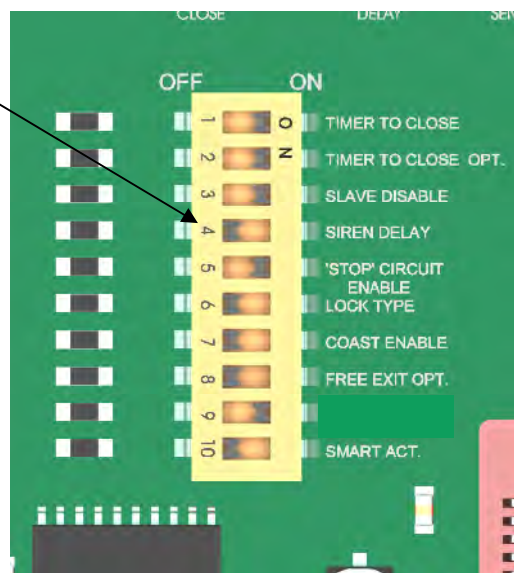 CLOSE DELAY
OFF ON
1 O TIMER TO CLOSE
2 N TIMER TO CLOSE OPT.
3 SLAVE DISABLE
4 SIREN DELAY
5 'STOP' CIRCUIT
ENABLE
6 LOCK TYPE
7 COAST ENABLE
8 FREE EXIT OPT.
9
10 SMART ACT.